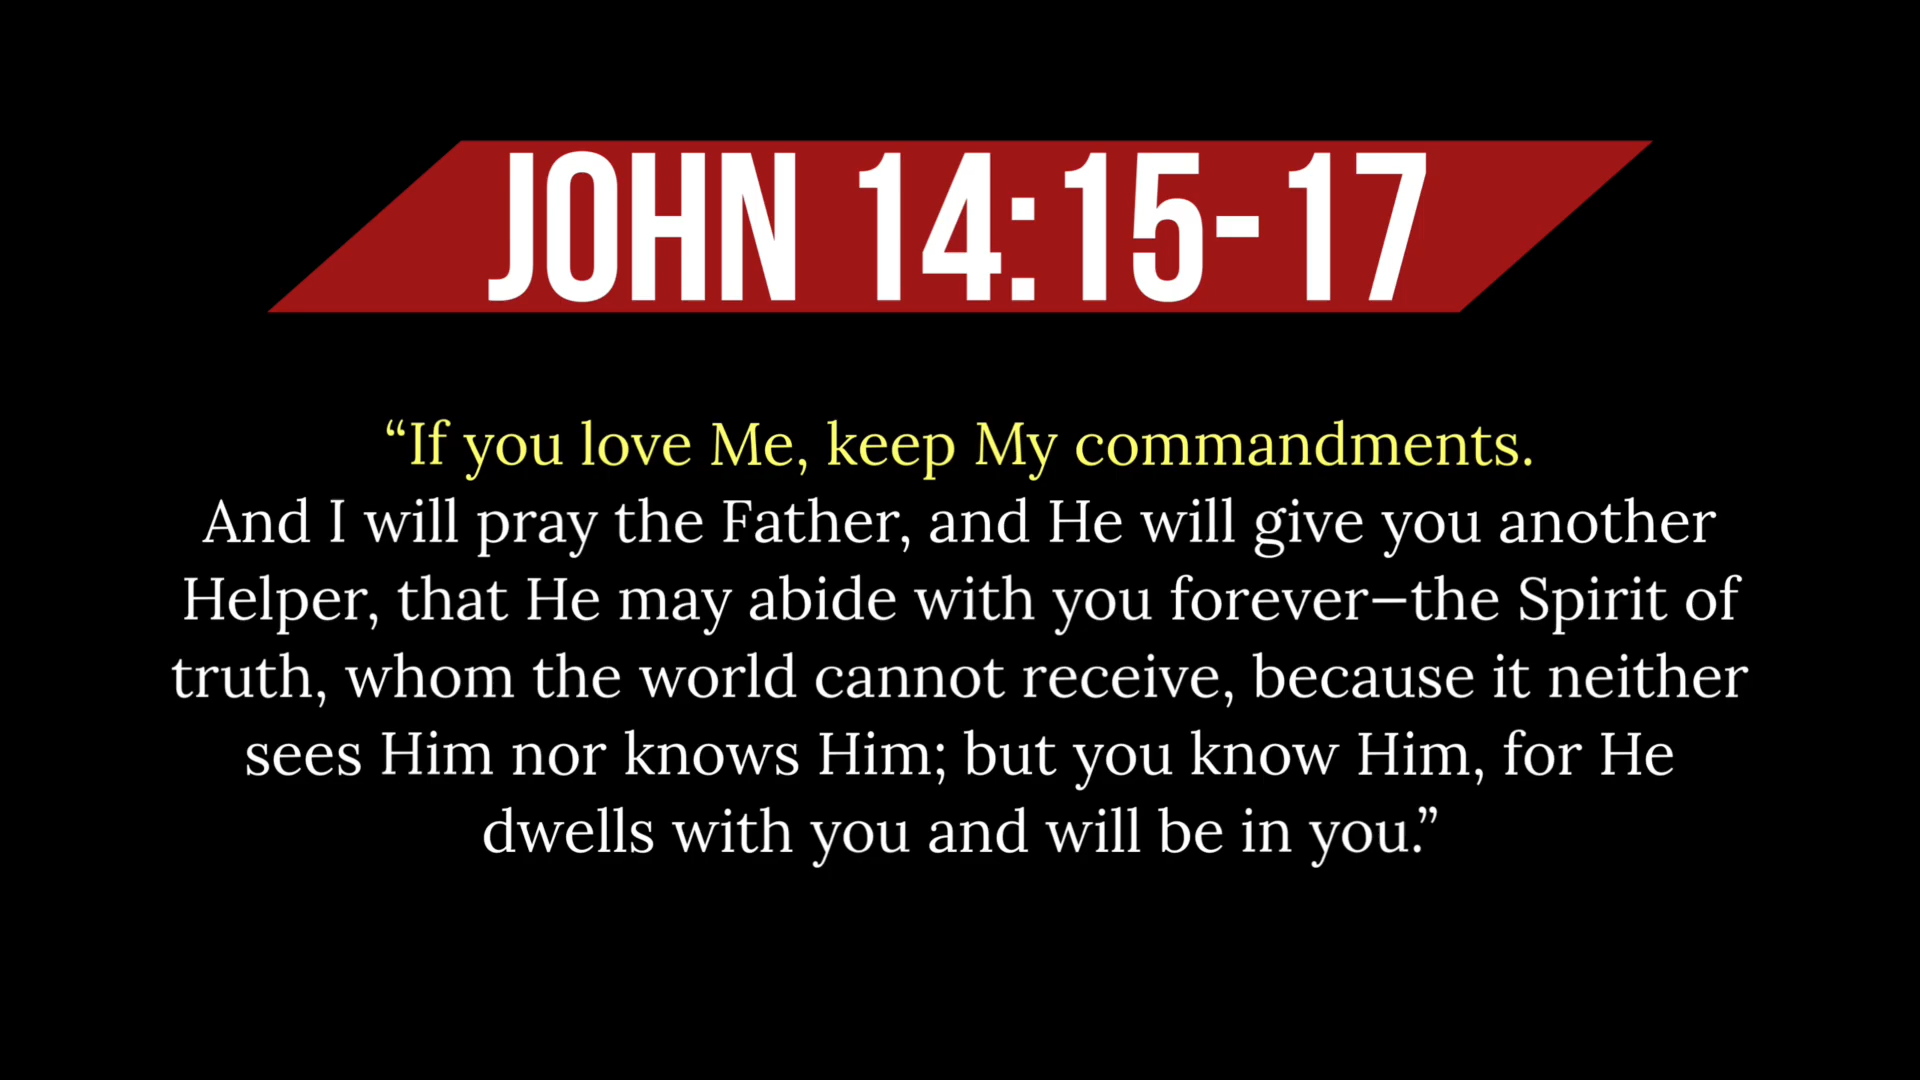 JOHN 14:15-17
“If you love Me, keep My commandments.
And I will pray the Father, and He will give you another
Helper, that He may abide with you forever—the Spirit of
truth, whom the world cannot receive, because it neither
sees Him nor knows Him; but you know Him, for He
dwells with you and will be in you.”